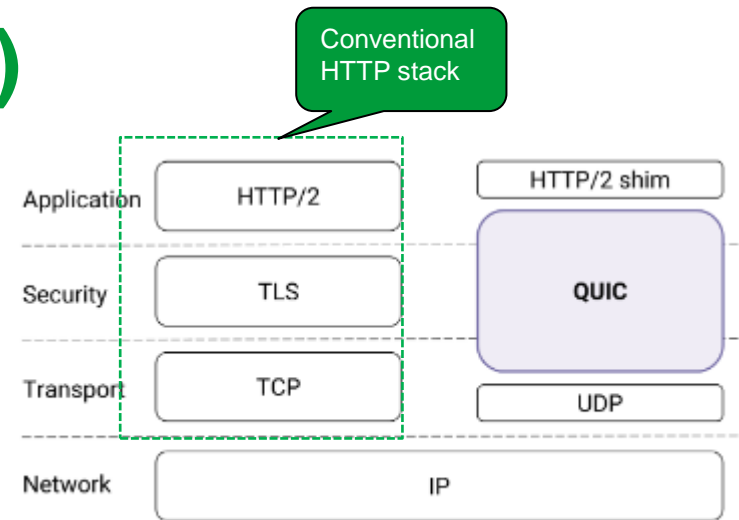 )
Conventional
HTTP stack
Application
HTTP/2
HTTP/2 shim
Security
TLS
QUIC
Transport
TCP
UDP
Network
IP